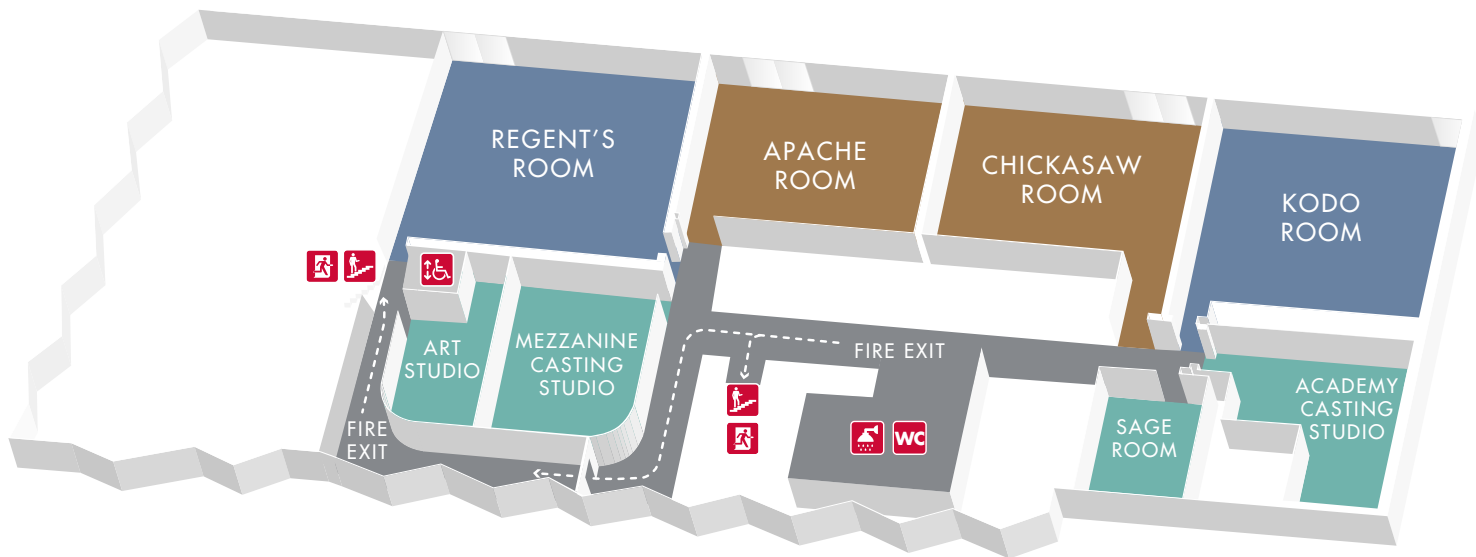 REGENT'S
ROOM
APACHE
ROOM
CHICKASAW
ROOM
KODO
ROOM
ART
STUDIO
MEZZANINE
CASTING
STUDIO
FIRE EXIT
FIRE
EXIT
WC
SAGE
ROOM
ACADEMY
CASTING
STUDIO